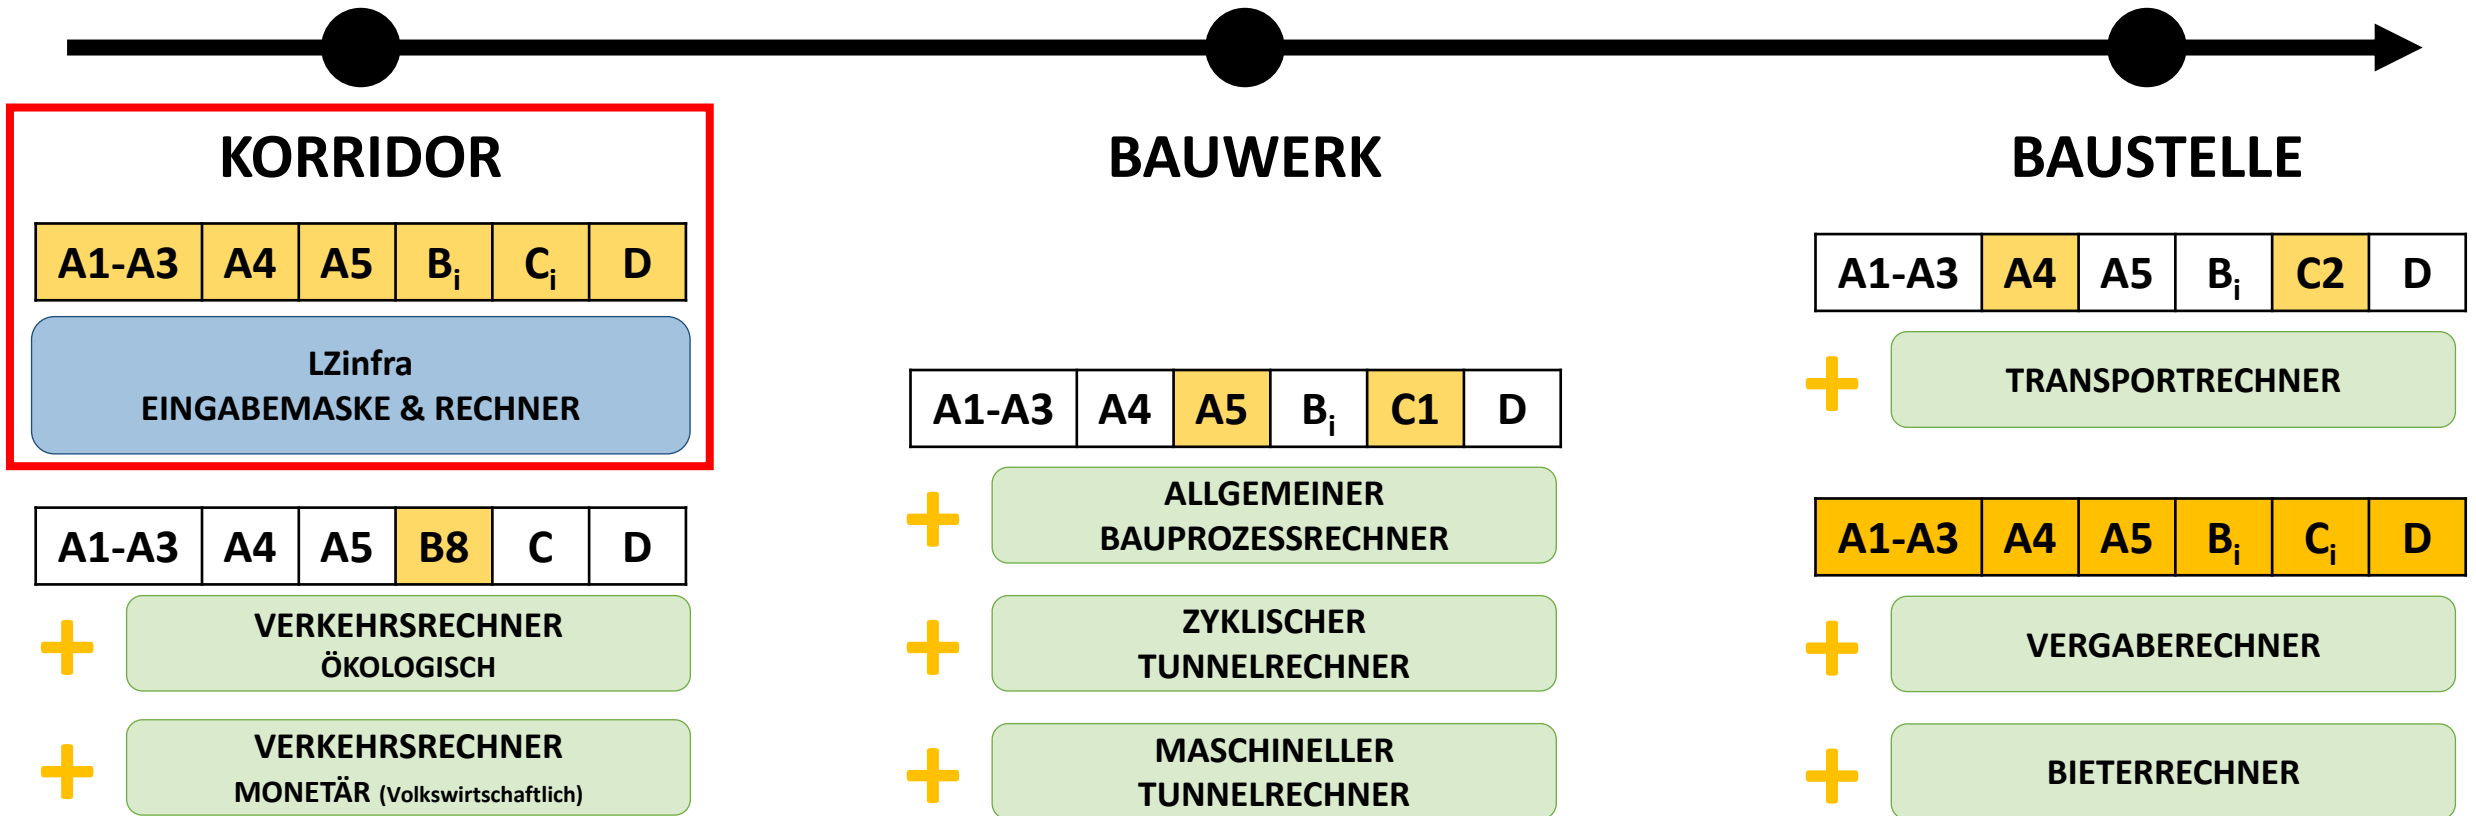 KORRIDOR
A1-A3 A4 A5 Bi Ci D
LZinfra
EINGABEMASKE & RECHNER
A1-A3 A4 A5 B8 C D
+ VERKEHRSRECHNER
ÖKOLOGISCH
+ VERKEHRSRECHNER
MONETÄR (Volkswirtschaftlich)
BAUWERK
A1-A3 A4 A5 Bi C1 D
+ ALLGEMEINER
BAUPROZESSRECHNER
+ ZYKLISCHER
TUNNELRECHNER
+ MASCHINELLER
TUNNELRECHNER
BAUSTELLE
A1-A3 A4 A5 Bi C2 D
+ TRANSPORTRECHNER
A1-A3 A4 A5 Bi Ci D
+ VERGABERECHNER
+ BIETERRECHNER